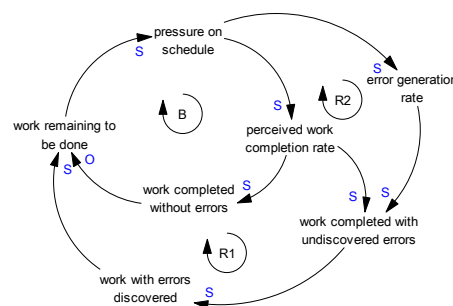 pressure on
schedule
S
S
error generation
rate
S
B
R2
S
work remaining to
be done
perceived work
completion rate
O
S
work completed
without errors
S
S
S
work completed with
undiscovered errors
R1
work with errors
discovered
S